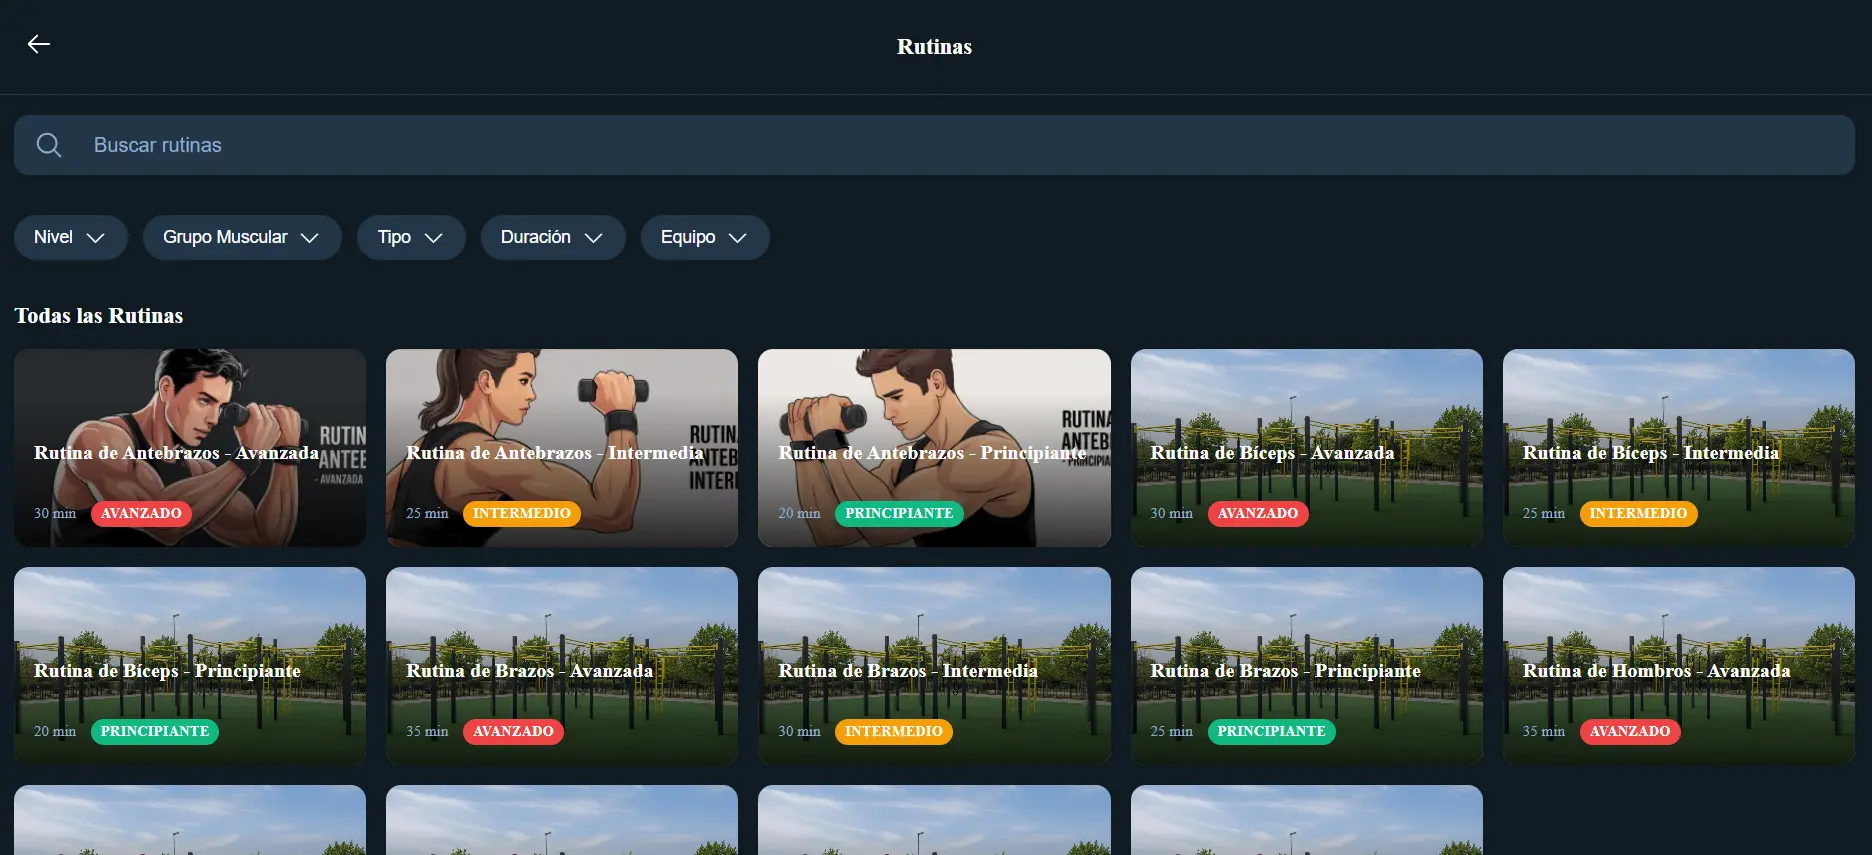 Rutinas
Buscar rutinas
Nivel
Grupo Muscular
Tipo
Duración
Equipo
Todas las Rutinas
RUTIN
ANTEB
- AVANZADA
Rutina de Antebrazos - Avanzada
30 min
AVANZADO
RUTIN
ANTEB
INTER
Rutina de Antebrazos - Intermedia
25 min
INTERMEDIO
RUTINA
ANTEB
Rutina de Antebrazos - Principiante
20 min
PRINCIPIANTE
Rutina de Bíceps - Avanzada
30 min
AVANZADO
Rutina de Bíceps - Intermedia
25 min
INTERMEDIO
Rutina de Bíceps - Principiante
20 min
PRINCIPIANTE
Rutina de Brazos - Avanzada
35 min
AVANZADO
Rutina de Brazos - Intermedia
30 min
INTERMEDIO
Rutina de Brazos - Principiante
25 min
PRINCIPIANTE
Rutina de Hombros - Avanzada
35 min
AVANZADO